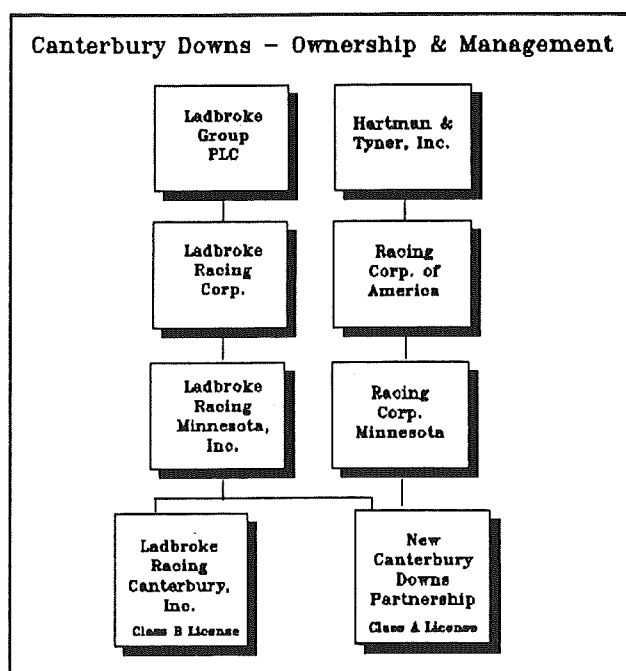 Canterbury Downs – Ownership & Management
Ladbroke
Group
PLC
Hartman &
Tyner, Inc.
Ladbroke
Racing
Corp.
Racing
Corp. of
America
Ladbroke
Racing
Minnesota,
Inc.
Racing
Corp.
Minnesota
Ladbroke
Racing
Canterbury,
Inc.
Class B License
New
Canterbury
Downs
Partnership
Class A License